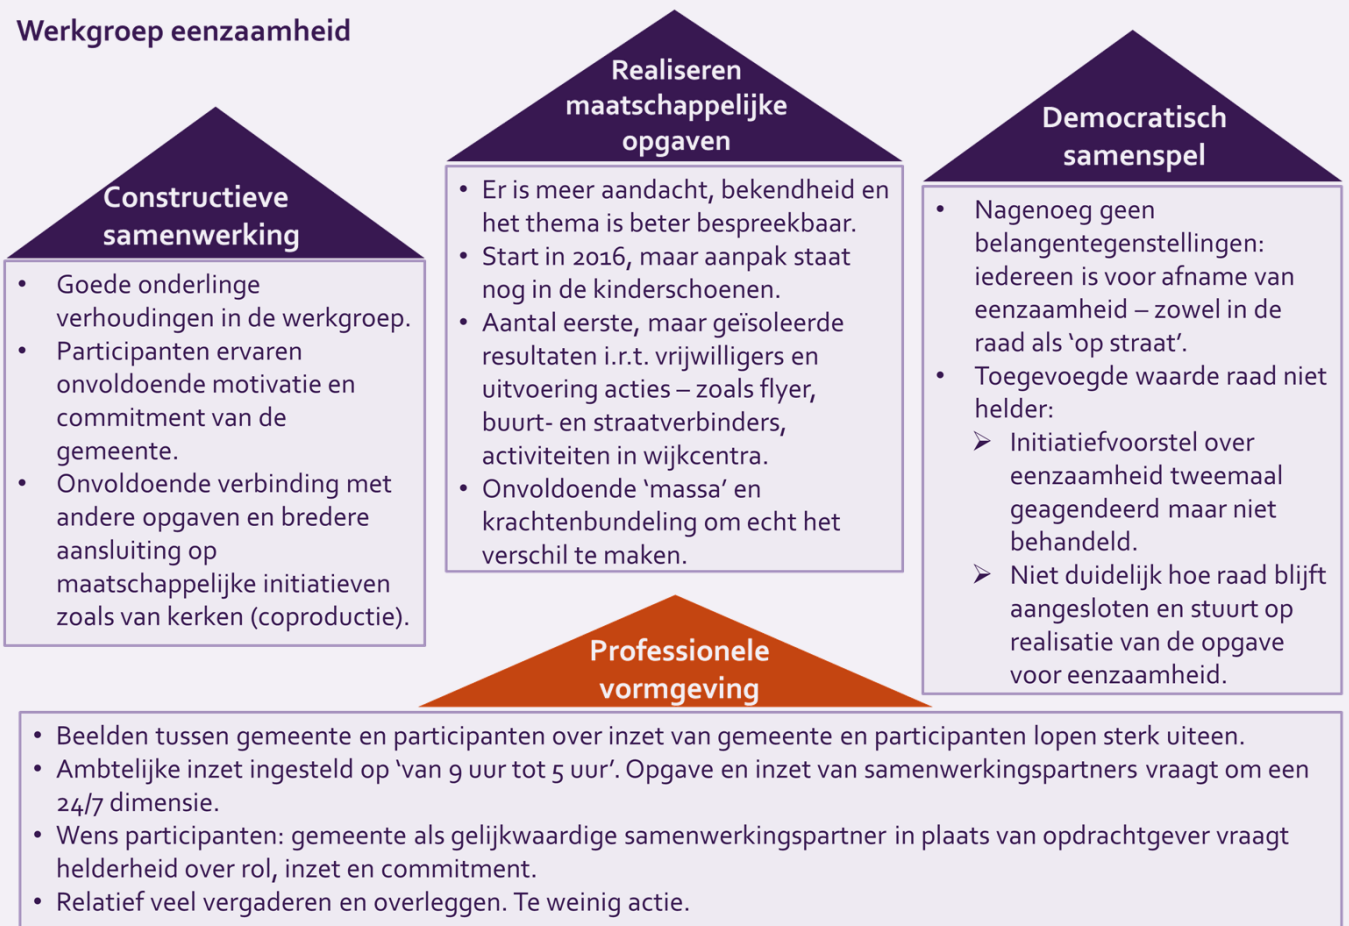 Werkgroep eenzaamheid
Constructieve
samenwerking
• Goede onderlinge
verhoudingen in de werkgroep.
• Participanten ervaren
onvoldoende motivatie en
commitment van de
gemeente.
• Onvoldoende verbinding met
andere opgaven en bredere
aansluiting op
maatschappelijke initiatieven
zoals van kerken (coproductie).
Realiseren
maatschappelijke
opgaven
• Er is meer aandacht, bekendheid en
het thema is beter bespreekbaar.
• Start in 2016, maar aanpak staat
nog in de kinderschoenen.
• Aantal eerste, maar geïsoleerde
resultaten i.r.t. vrijwilligers en
uitvoering acties – zoals flyer,
buurt- en straatverbinders,
activiteiten in wijkcentra.
• Onvoldoende ‘massa’ en
krachtenbundeling om echt het
verschil te maken.
Democratisch
samenspel
• Nagenoeg geen
belangentegenstellingen:
iedereen is voor afname van
eenzaamheid – zowel in de
raad als ‘op straat’.
• Toegevoegde waarde raad niet
helder:
➢ Initiatiefvoorstel over
eenzaamheid tweemaal
geagendeerd maar niet
behandeld.
➢ Niet duidelijk hoe raad blijft
aangesloten en stuurt op
realisatie van de opgave
voor eenzaamheid.
Professionele
vormgeving
• Beelden tussen gemeente en participanten over inzet van gemeente en participanten lopen sterk uiteen.
• Ambtelijke inzet ingesteld op ‘van 9 uur tot 5 uur’. Opgave en inzet van samenwerkingspartners vraagt om een
24/7 dimensie.
• Wens participanten: gemeente als gelijkwaardige samenwerkingspartner in plaats van opdrachtgever vraagt
helderheid over rol, inzet en commitment.
• Relatief veel vergaderen en overleggen. Te weinig actie.